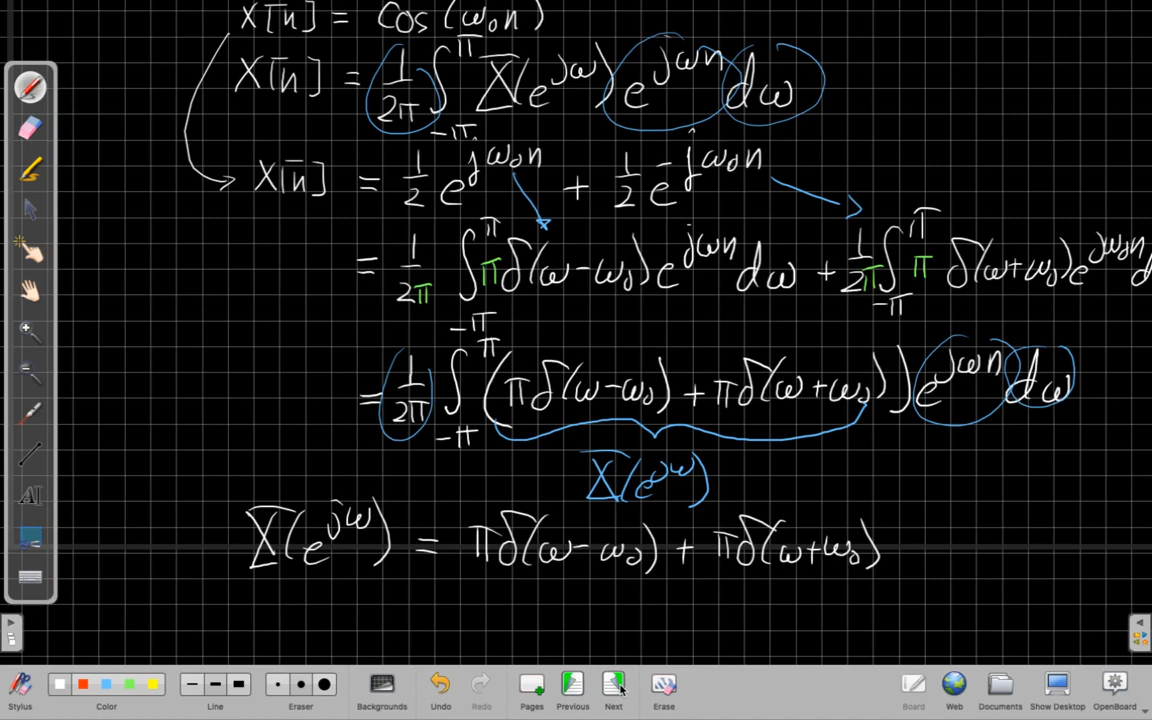 x[n] = Cos(ω₀n)
x[n] = 1/2π ∫_{-π}^{π} X(e^{jω}) e^{jωn} dω
x[n] = 1/2 e^{jω₀n} + 1/2 e^{-jω₀n}
= 1/2π ∫_{-π}^{π} πδ(ω-ω₀) e^{jωn} dω + 1/2π ∫_{-π}^{π} π δ(ω+ω₀) e^{jω₀n} d
= 1/2π ∫_{-π}^{π} (πδ(ω-ω₀) + πδ(ω+ω₀)) e^{jωn} dω
X(e^{jω})
X(e^{jω}) = πδ(ω-ω₀) + πδ(ω+ω₀)
AI
Stylus Color Line Eraser Backgrounds Undo Redo Pages Previous Next Erase Board Web Documents Show Desktop OpenBoard